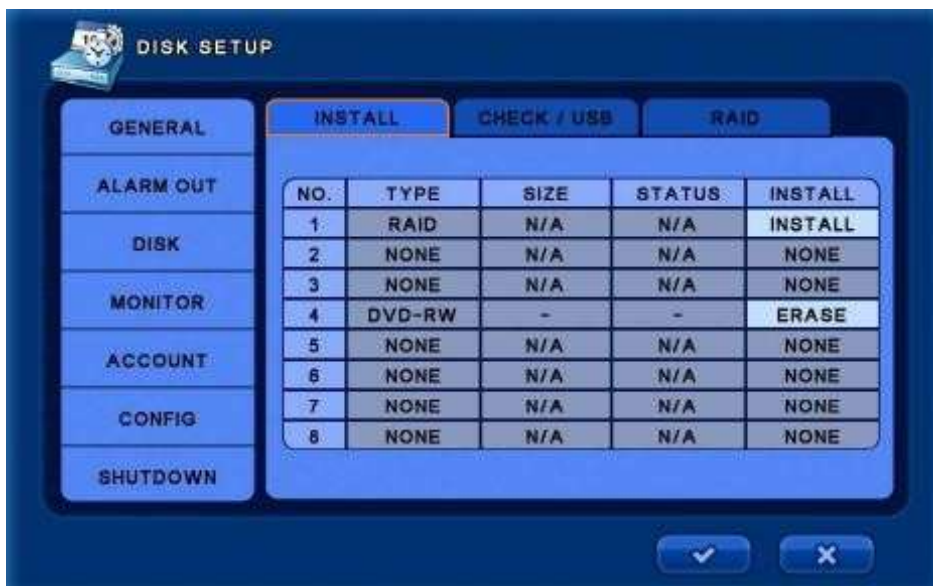 DISK SETUP
GENERAL
ALARM OUT
DISK
MONITOR
ACCOUNT
CONFIG
SHUTDOWN
INSTALL CHECK / USB RAID
NO. TYPE SIZE STATUS INSTALL
1 RAID N/A N/A INSTALL
2 NONE N/A N/A NONE
3 NONE N/A N/A NONE
4 DVD-RW - - ERASE
5 NONE N/A N/A NONE
6 NONE N/A N/A NONE
7 NONE N/A N/A NONE
8 NONE N/A N/A NONE